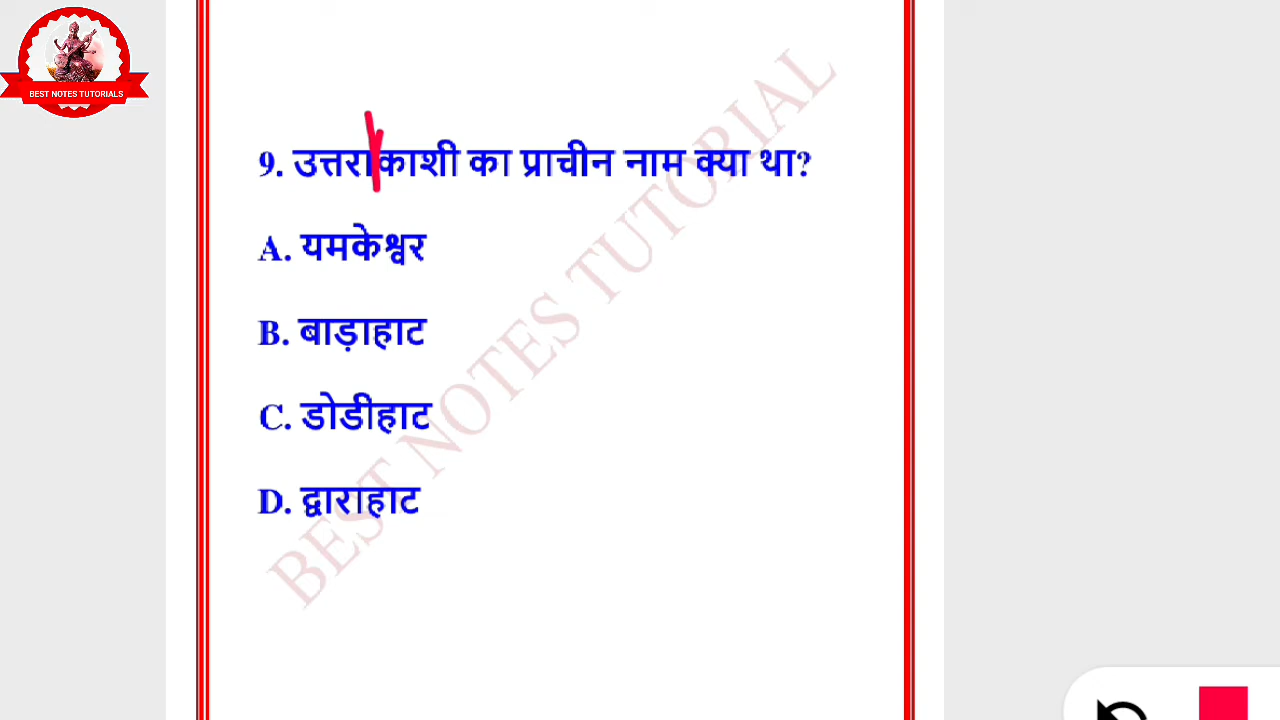 BEST NOTES TUTORIALS
9. उत्तराकाशी का प्राचीन नाम क्या था?
A. यमकेश्वर
B. बाड़ाहाट
C. डोडीहाट
D. द्वाराहाट
BEST NOTES TUTORIAL